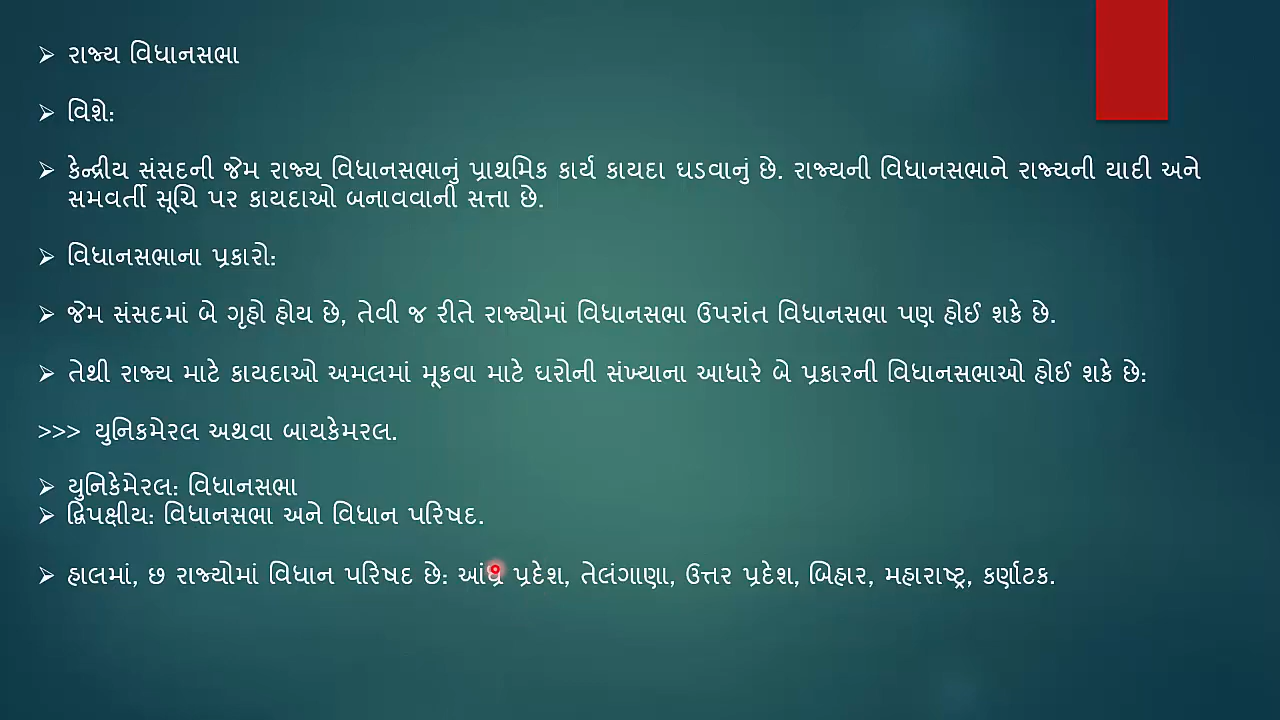 રાજ્ય વિધાનસભા
વિશે:
કેન્દ્રીય સંસદની જેમ રાજ્ય વિધાનસભાનું પ્રાથમિક કાર્ય કાયદા ઘડવાનું છે. રાજ્યની વિધાનસભાને રાજ્યની યાદી અને
સમવર્તી સૂચિ પર કાયદાઓ બનાવવાની સત્તા છે.
વિધાનસભાના પ્રકારો:
જેમ સંસદમાં બે ગૃહો હોય છે, તેવી જ રીતે રાજ્યોમાં વિધાનસભા ઉપરાંત વિધાનસભા પણ હોઈ શકે છે.
તેથી રાજ્ય માટે કાયદાઓ અમલમાં મૂકવા માટે ઘરોની સંખ્યાના આધારે બે પ્રકારની વિધાનસભાઓ હોઈ શકે છે:
>>> યુનિકમેરલ અથવા બાયકેમરલ.
યુનિકેમેરલ: વિધાનસભા
દ્વિપક્ષીય: વિધાનસભા અને વિધાન પરિષદ.
હાલમાં, છ રાજ્યોમાં વિધાન પરિષદ છે: આંધ્ર પ્રદેશ, તેલંગાણા, ઉત્તર પ્રદેશ, બિહાર, મહારાષ્ટ્ર, કર્ણાટક.